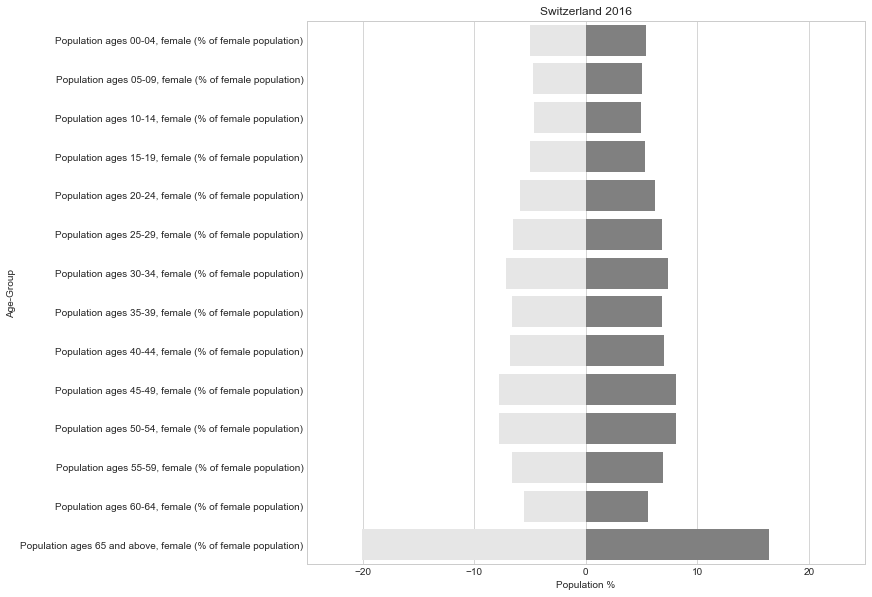 Switzerland 2016
Population ages 00-04, female (% of female population)
Population ages 05-09, female (% of female population)
Population ages 10-14, female (% of female population)
Population ages 15-19, female (% of female population)
Population ages 20-24, female (% of female population)
Population ages 25-29, female (% of female population)
Population ages 30-34, female (% of female population)
Population ages 35-39, female (% of female population)
Population ages 40-44, female (% of female population)
Population ages 45-49, female (% of female population)
Population ages 50-54, female (% of female population)
Population ages 55-59, female (% of female population)
Population ages 60-64, female (% of female population)
Population ages 65 and above, female (% of female population)
Age-Group
−20 −10 0 10 20
Population %